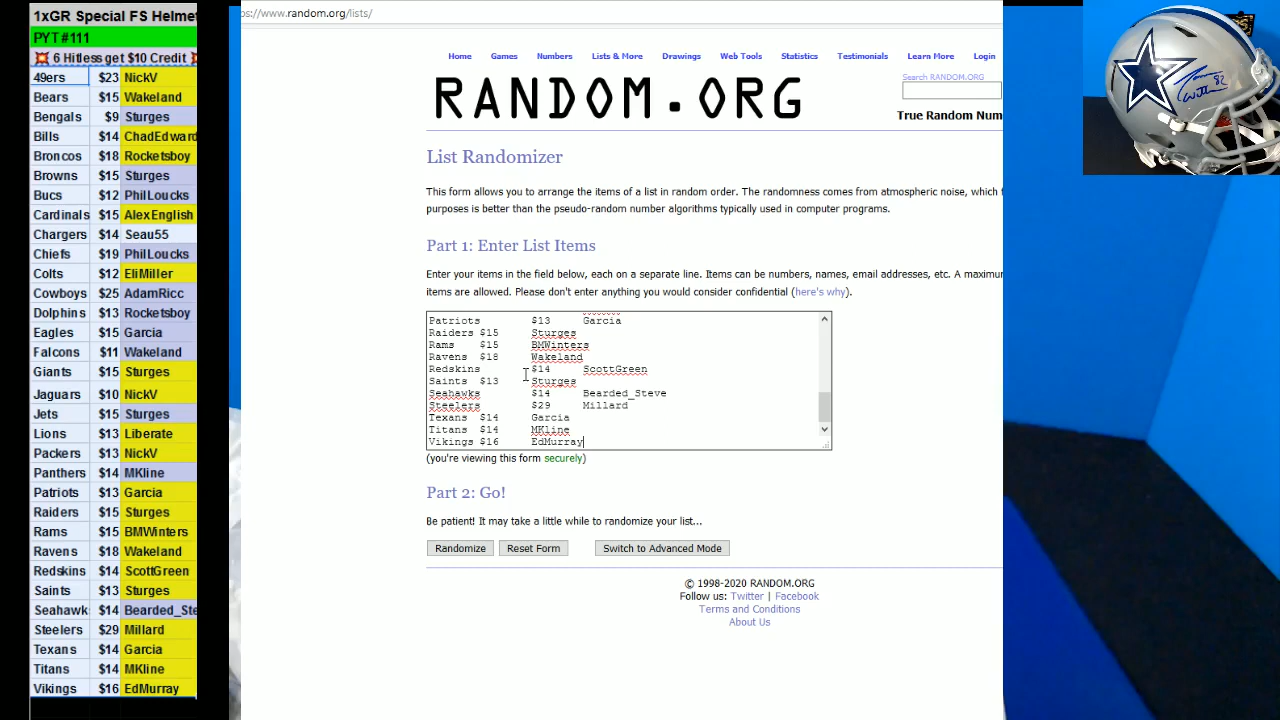 1xGR Special FS Helmet
PYT #111
💥 6 Hitless get $10 Credit 💥
49ers $23 NickV
Bears $15 Wakeland
Bengals $9 Sturges
Bills $14 ChadEdward
Broncos $18 Rocketsboy
Browns $15 Sturges
Bucs $12 PhilLoucks
Cardinals $15 AlexEnglish
Chargers $14 Seau55
Chiefs $19 PhilLoucks
Colts $12 EliMiller
Cowboys $25 AdamRicc
Dolphins $13 Rocketsboy
Eagles $15 Garcia
Falcons $11 Wakeland
Giants $15 Sturges
Jaguars $10 NickV
Jets $15 Sturges
Lions $13 Liberate
Packers $13 NickV
Panthers $14 MKline
Patriots $13 Garcia
Raiders $15 Sturges
Rams $15 BMWinters
Ravens $18 Wakeland
Redskins $14 ScottGreen
Saints $13 Sturges
Seahawk $14 Bearded_Ste
Steelers $29 Millard
Texans $14 Garcia
Titans $14 MKline
Vikings $16 EdMurray
ps://www.random.org/lists/
Home Games Numbers Lists & More Drawings Web Tools Statistics Testimonials Learn More Login
Search RANDOM.ORG
RANDOM.ORG
True Random Num
List Randomizer
This form allows you to arrange the items of a list in random order. The randomness comes from atmospheric noise, which f
purposes is better than the pseudo-random number algorithms typically used in computer programs.
Part 1: Enter List Items
Enter your items in the field below, each on a separate line. Items can be numbers, names, email addresses, etc. A maximu
items are allowed. Please don't enter anything you would consider confidential (here's why).
Patriots $13 Garcia
Raiders $15 Sturges
Rams $15 BMWinters
Ravens $18 Wakeland
Redskins $14 ScottGreen
Saints $13 Sturges
Seahawks $14 Bearded_Steve
Steelers $29 Millard
Texans $14 Garcia
Titans $14 MKline
Vikings $16 EdMurray
(you're viewing this form securely)
Part 2: Go!
Be patient! It may take a little while to randomize your list...
Randomize Reset Form Switch to Advanced Mode
© 1998-2020 RANDOM.ORG
Follow us: Twitter | Facebook
Terms and Conditions
About Us
82